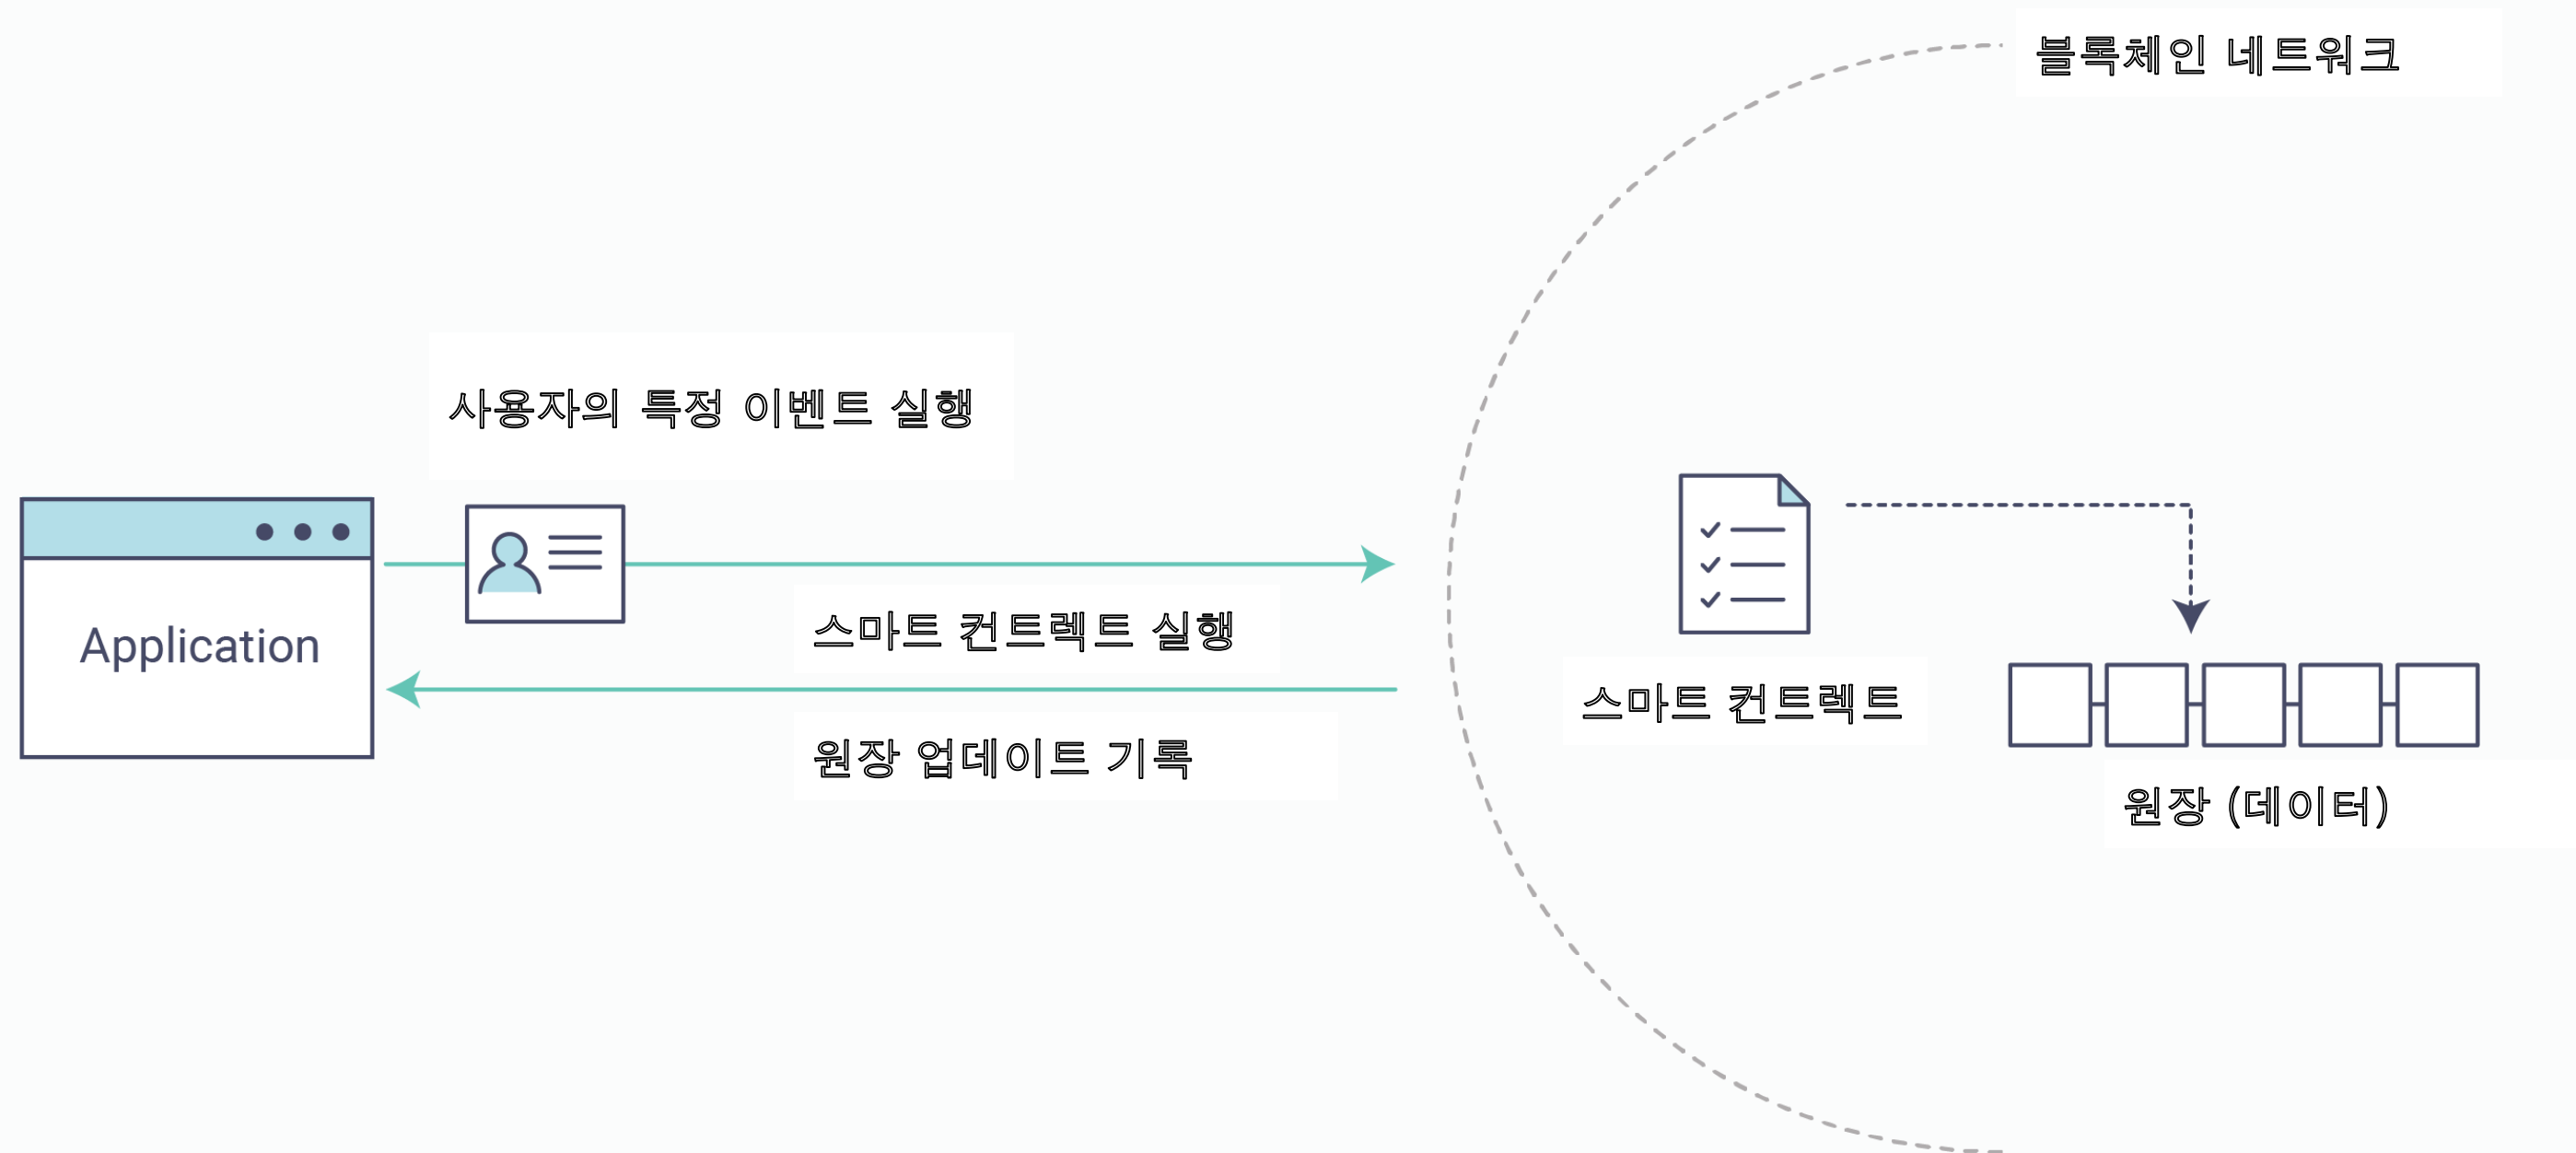 블록체인 네트워크
사용자의 특정 이벤트 실행
Application
스마트 컨트렉트 실행
스마트 컨트렉트
원장 업데이트 기록
원장 (데이터)